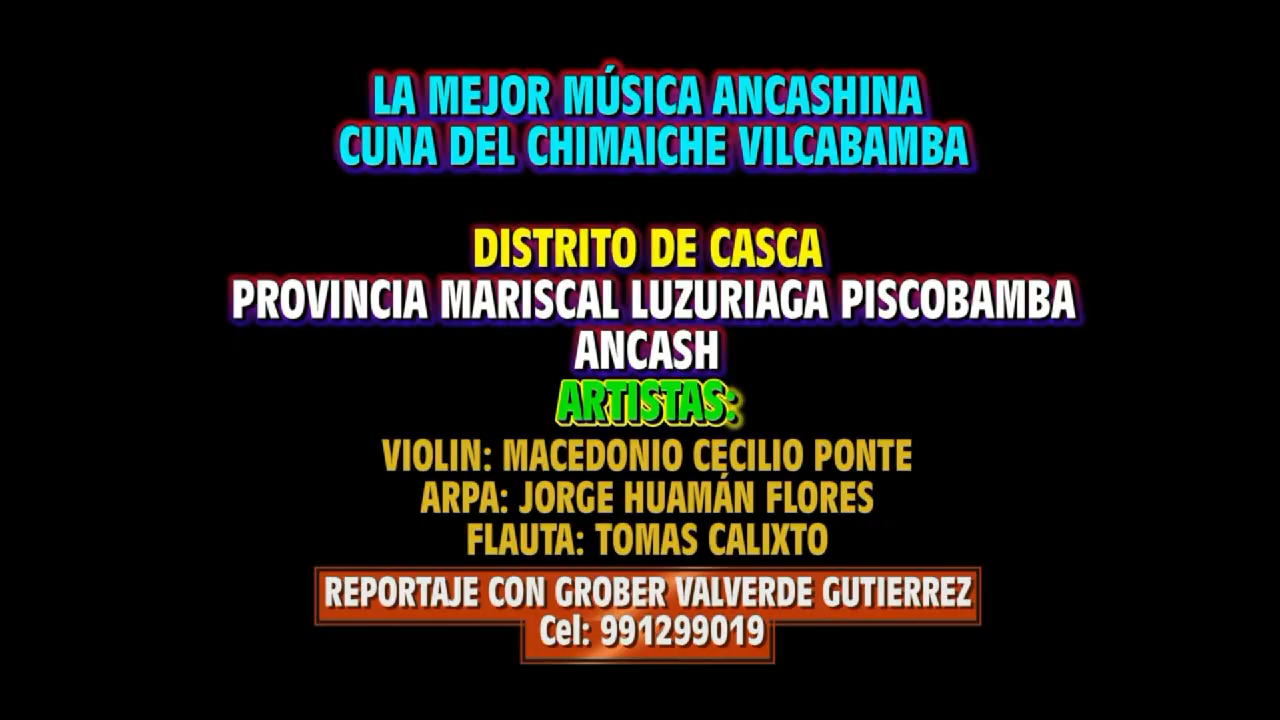 LA MEJOR MÚSICA ANCASHINA
CUNA DEL CHIMAICHE VILCABAMBA
DISTRITO DE CASCA
PROVINCIA MARISCAL LUZURIAGA PISCOBAMBA
ANCASH
ARTISTAS:
VIOLIN: MACEDONIO CECILIO PONTE
ARPA: JORGE HUAMÁN FLORES
FLAUTA: TOMAS CALIXTO
REPORTAJE CON GROBER VALVERDE GUTIERREZ
Cel: 991299019